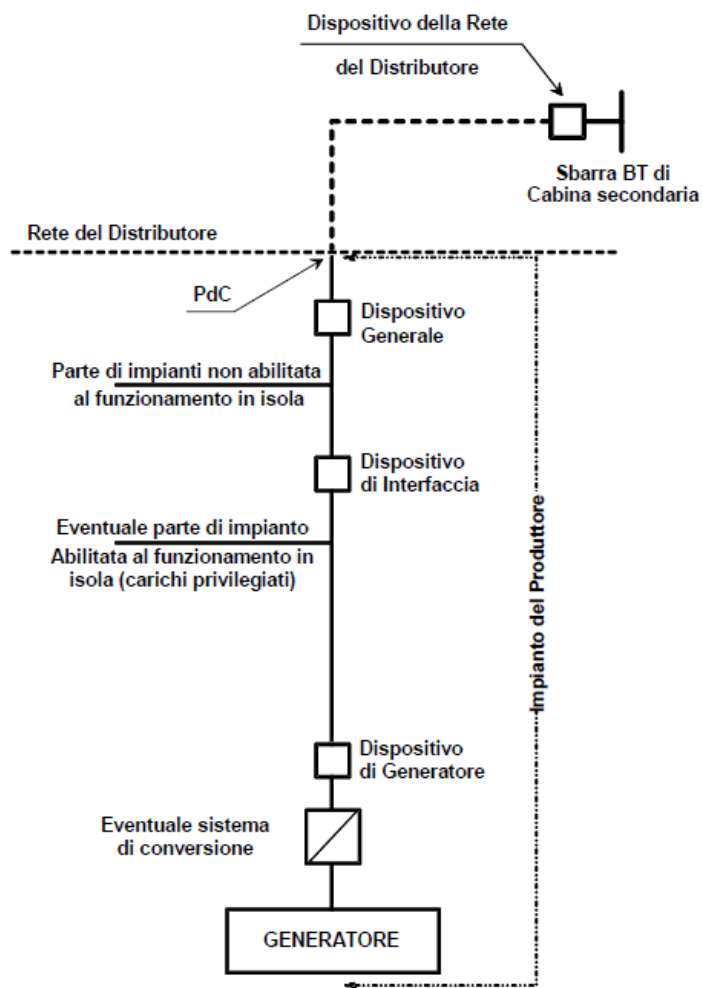 Dispositivo della Rete
del Distributore
Sbarra BT di
Cabina secondaria
Rete del Distributore
PdC
Dispositivo
Generale
Parte di impianti non abilitata
al funzionamento in isola
Dispositivo
di Interfaccia
Eventuale parte di impianto
Abilitata al funzionamento in
isola (carichi privilegiati)
Impianto del Produttore
Dispositivo
di Generatore
Eventuale sistema
di conversione
GENERATORE